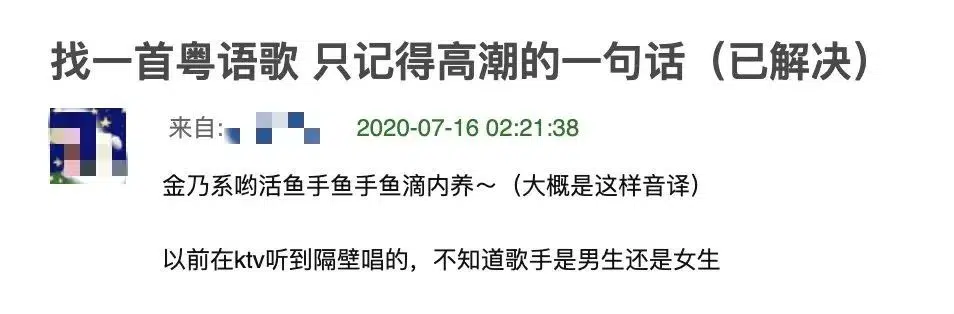 找一首粤语歌 只记得高潮的一句话（已解决）
来自: 2020-07-16 02:21:38
金乃系哟活鱼手鱼手鱼滴内养～（大概是这样音译）
以前在ktv听到隔壁唱的，不知道歌手是男生还是女生